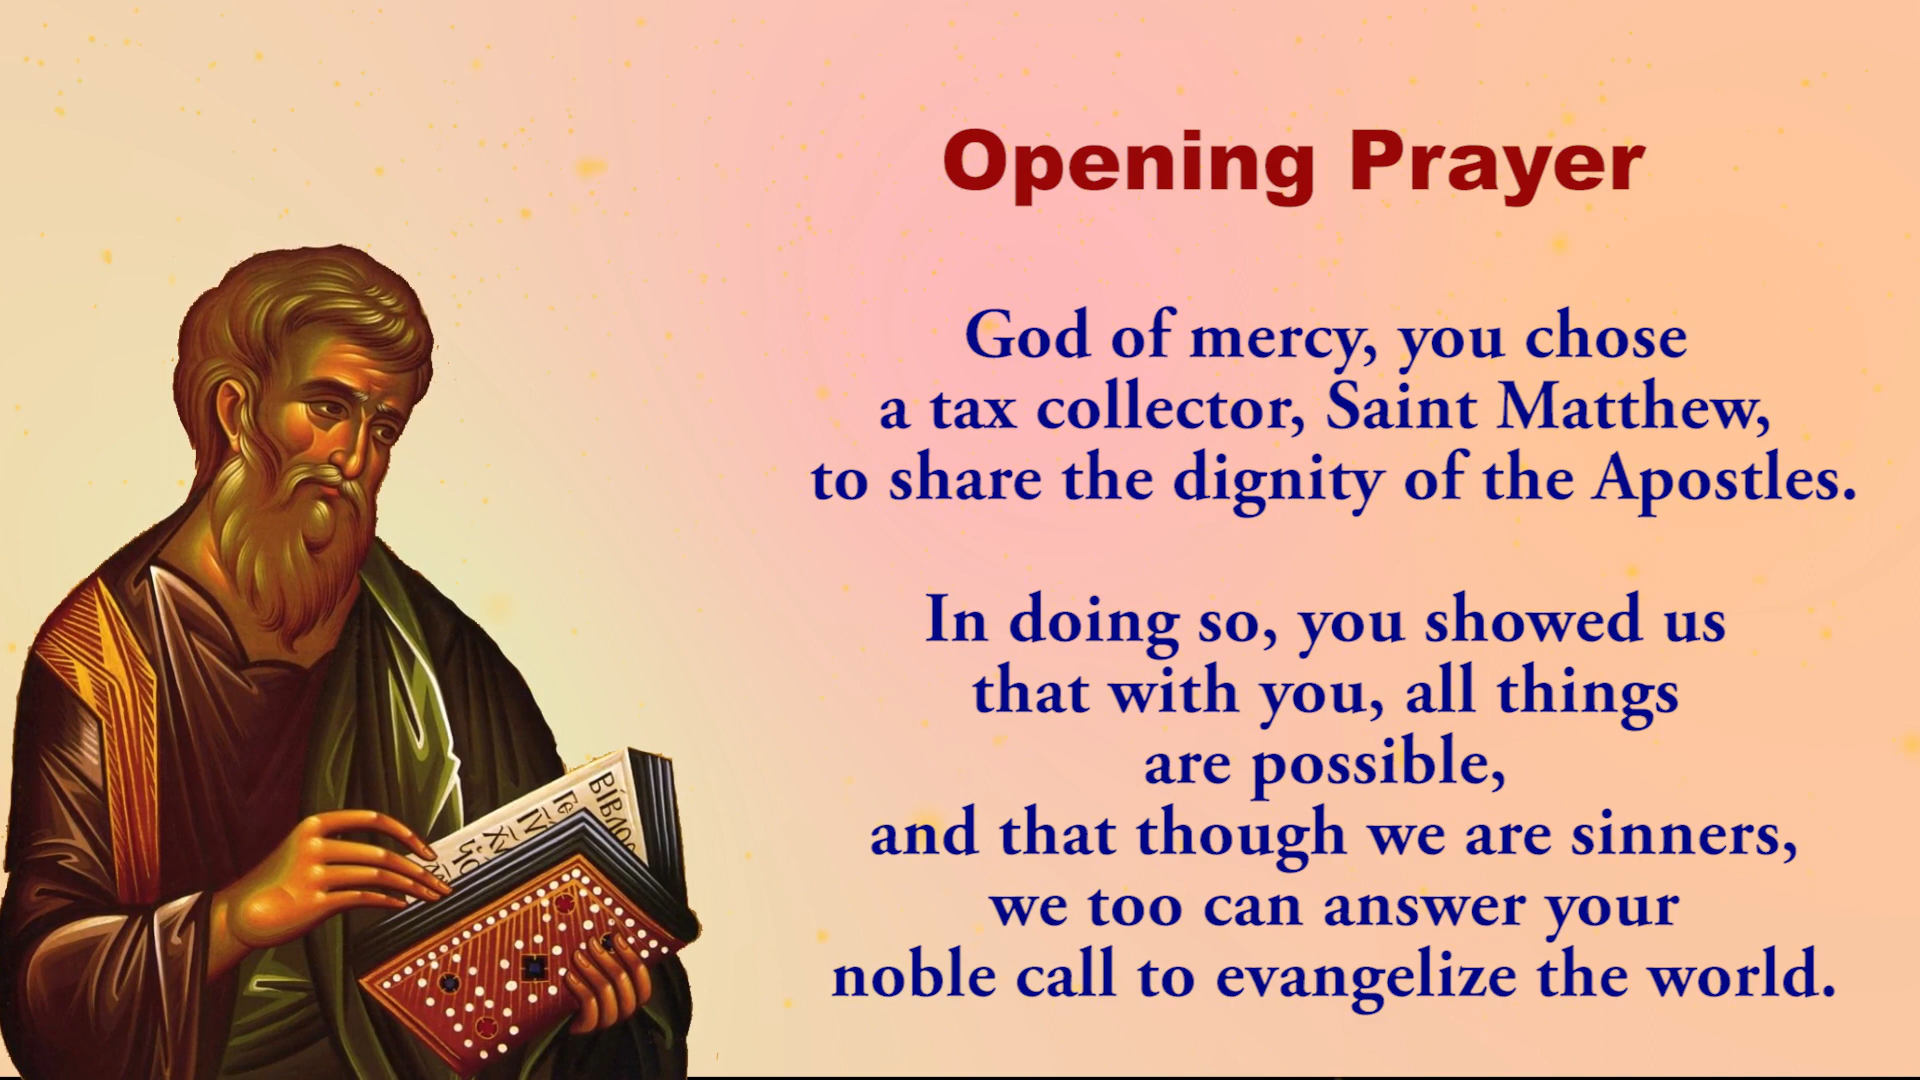 Opening Prayer
God of mercy, you chose
a tax collector, Saint Matthew,
to share the dignity of the Apostles.
In doing so, you showed us
that with you, all things
are possible,
and that though we are sinners,
we too can answer your
noble call to evangelize the world.